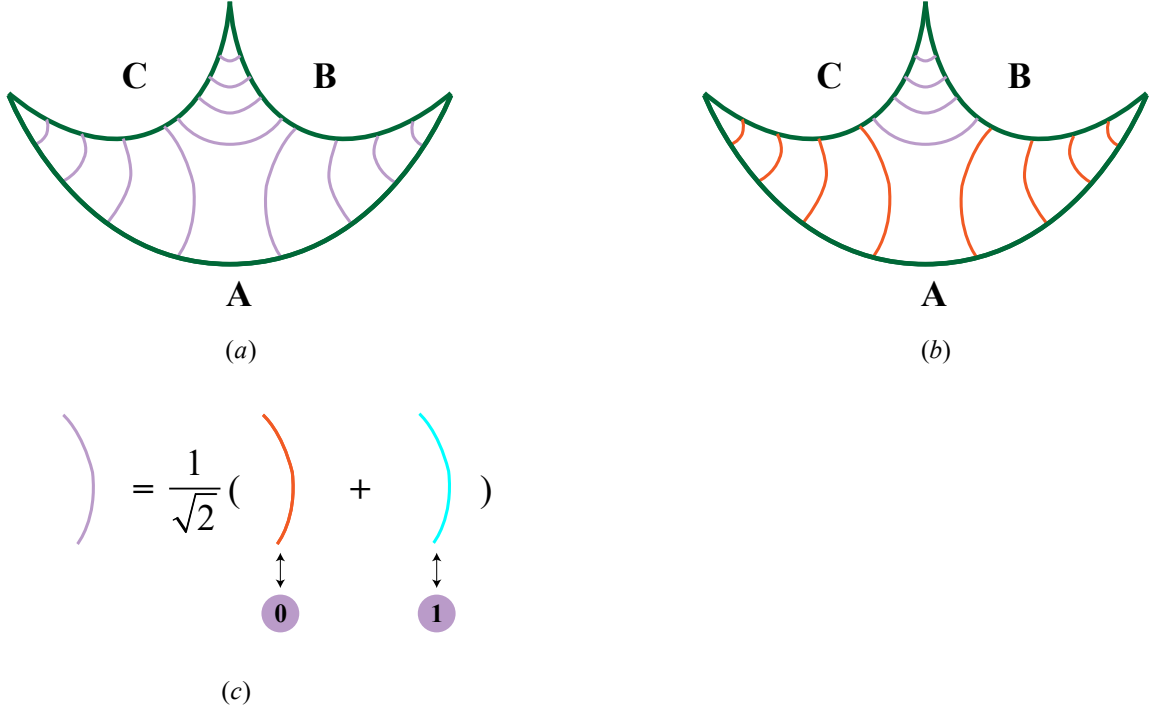 C B
A
(a)
C B
A
(b)
= 1/√2 ( + )
0 1
(c)